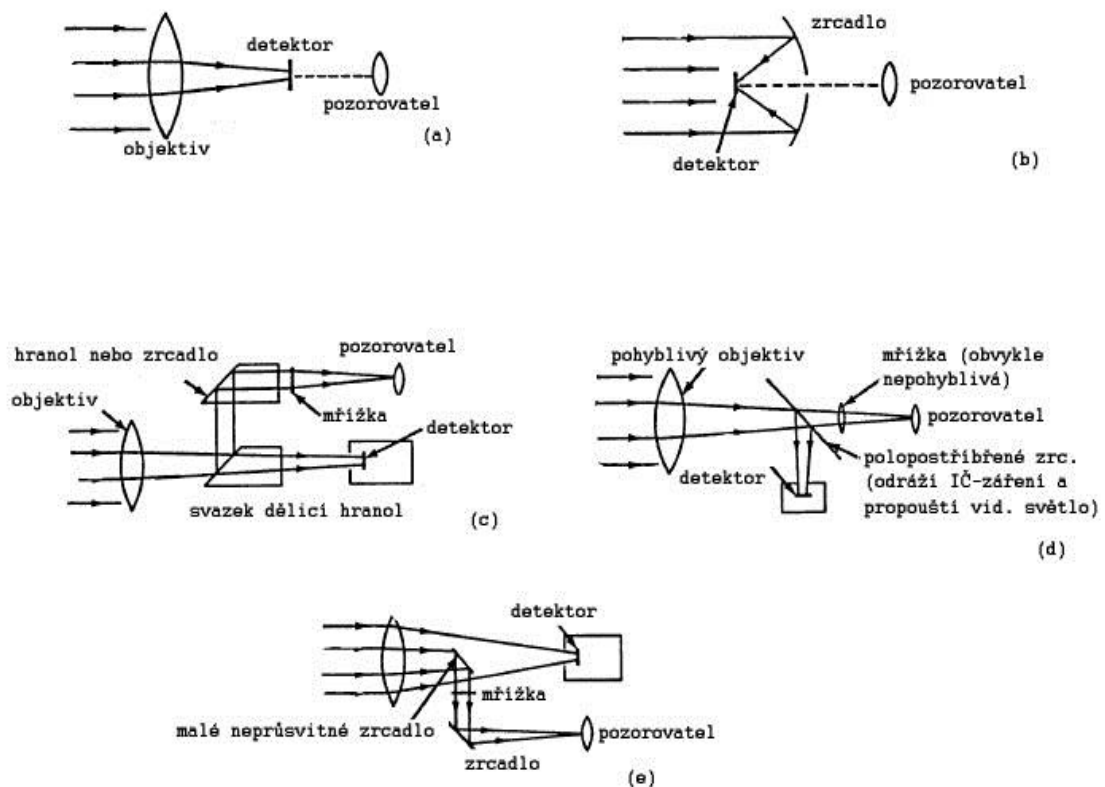 detektor
pozorovatel
objektiv
(a)
zrcadlo
pozorovatel
detektor
(b)
hranol nebo zrcadlo
pozorovatel
objektiv
mřížka
detektor
svazek dělicí hranol
(c)
pohyblivý objektiv
mřížka (obvykle
nepohyblivá)
pozorovatel
detektor
polopostříbřené zrc.
(odráží IČ-záření a
propouští vid. světlo)
(d)
detektor
mřížka
malé neprůsvitné zrcadlo
pozorovatel
zrcadlo
(e)